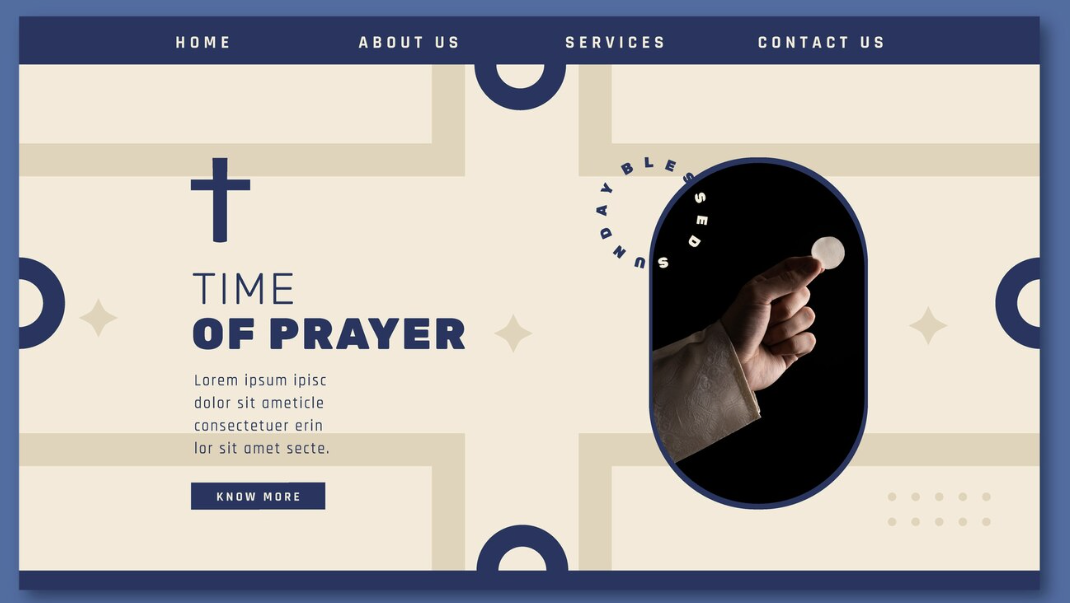 HOME ABOUT US SERVICES CONTACT US
BLESSED SUNDAY
TIME
OF PRAYER
Lorem ipsum ipisc
dolor sit ameticle
consectetuer erin
lor sit amet secte.
KNOW MORE